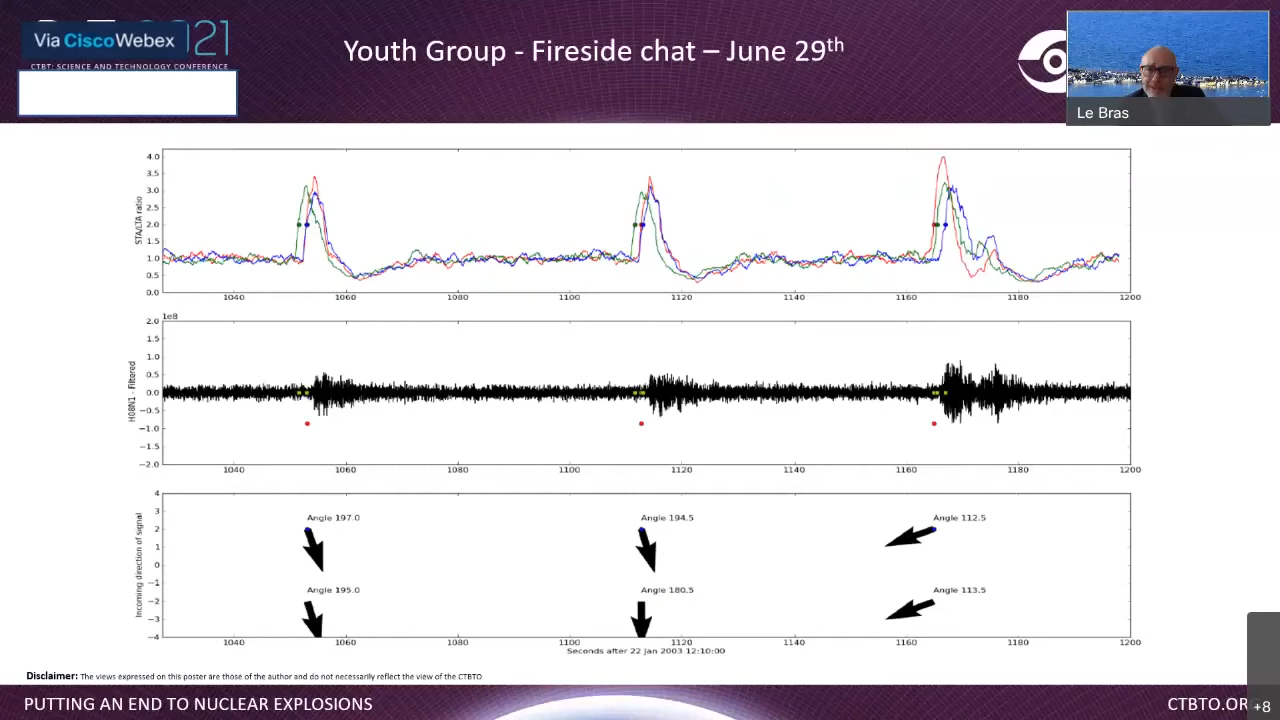 Via CiscoWebex 21
CTBT: SCIENCE AND TECHNOLOGY CONFERENCE
Youth Group - Fireside chat – June 29th
Le Bras
STA/LTA ratio
4.0
3.5
3.0
2.5
2.0
1.5
1.0
0.5
0.0
1040 1060 1080 1100 1120 1140 1160 1180 1200
1e8
H08N1 - Filtered
2.0
1.5
1.0
0.5
0.0
−0.5
−1.0
−1.5
−2.0
1040 1060 1080 1100 1120 1140 1160 1180 1200
Incoming direction of signal
4
3
2
1
0
−1
−2
−3
−4
Angle 197.0 Angle 194.5 Angle 112.5
Angle 195.0 Angle 180.5 Angle 113.5
1040 1060 1080 1100 1120 1140 1160 1180 1200
Seconds after 22 Jan 2003 12:10:00
Disclaimer: The views expressed on this poster are those of the author and do not necessarily reflect the view of the CTBTO
PUTTING AN END TO NUCLEAR EXPLOSIONS
CTBTO.OR
+8